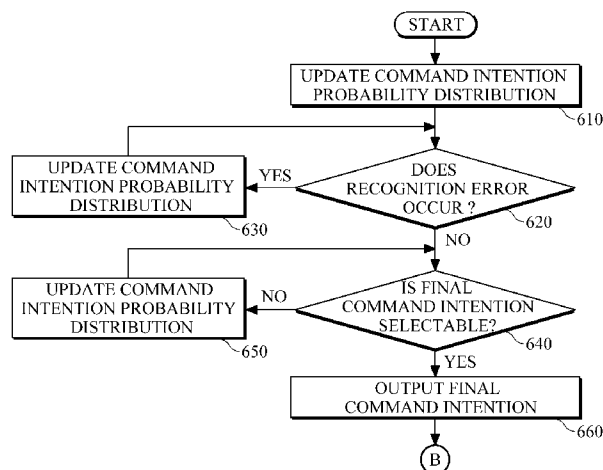 START
UPDATE COMMAND INTENTION
PROBABILITY DISTRIBUTION
610
UPDATE COMMAND
INTENTION PROBABILITY
DISTRIBUTION
630
YES
DOES
RECOGNITION ERROR
OCCUR ?
620
NO
UPDATE COMMAND
INTENTION PROBABILITY
DISTRIBUTION
650
NO
IS FINAL
COMMAND INTENTION
SELECTABLE?
640
YES
OUTPUT FINAL
COMMAND INTENTION
660
B